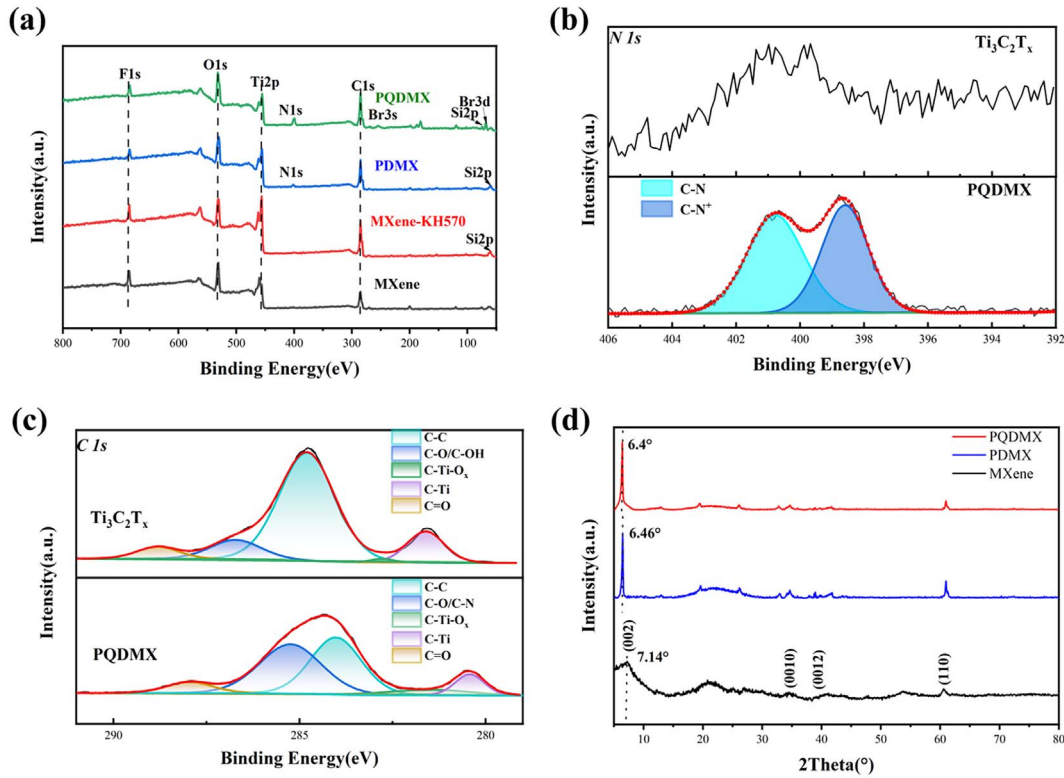 (a)
F1s
O1s
Ti2p
C1s
Br3d
N1s
Br3s
Si2p
PQDMX
N1s
PDMX
Si2p
MXene-KH570
Si2p
MXene
Intensity(a.u.)
800 700 600 500 400 300 200 100
Binding Energy(eV)
(b)
N 1s
Ti₃C₂Tₓ
C-N
C-N⁺
PQDMX
Intensity(a.u.)
406 404 402 400 398 396 394 392
Binding Energy(eV)
(c)
C 1s
C-C
C-O/C-OH
C-Ti-Oₓ
C-Ti
C=O
Ti₃C₂Tₓ
C-C
C-O/C-N
C-Ti-Oₓ
C-Ti
C=O
PQDMX
Intensity(a.u.)
290 285 280
Binding Energy(eV)
(d)
6.4°
PQDMX
PDMX
MXene
6.46°
(002)
7.14°
(0010)
(0012)
(110)
Intensity(a.u.)
10 20 30 40 50 60 70 80
2Theta(°)